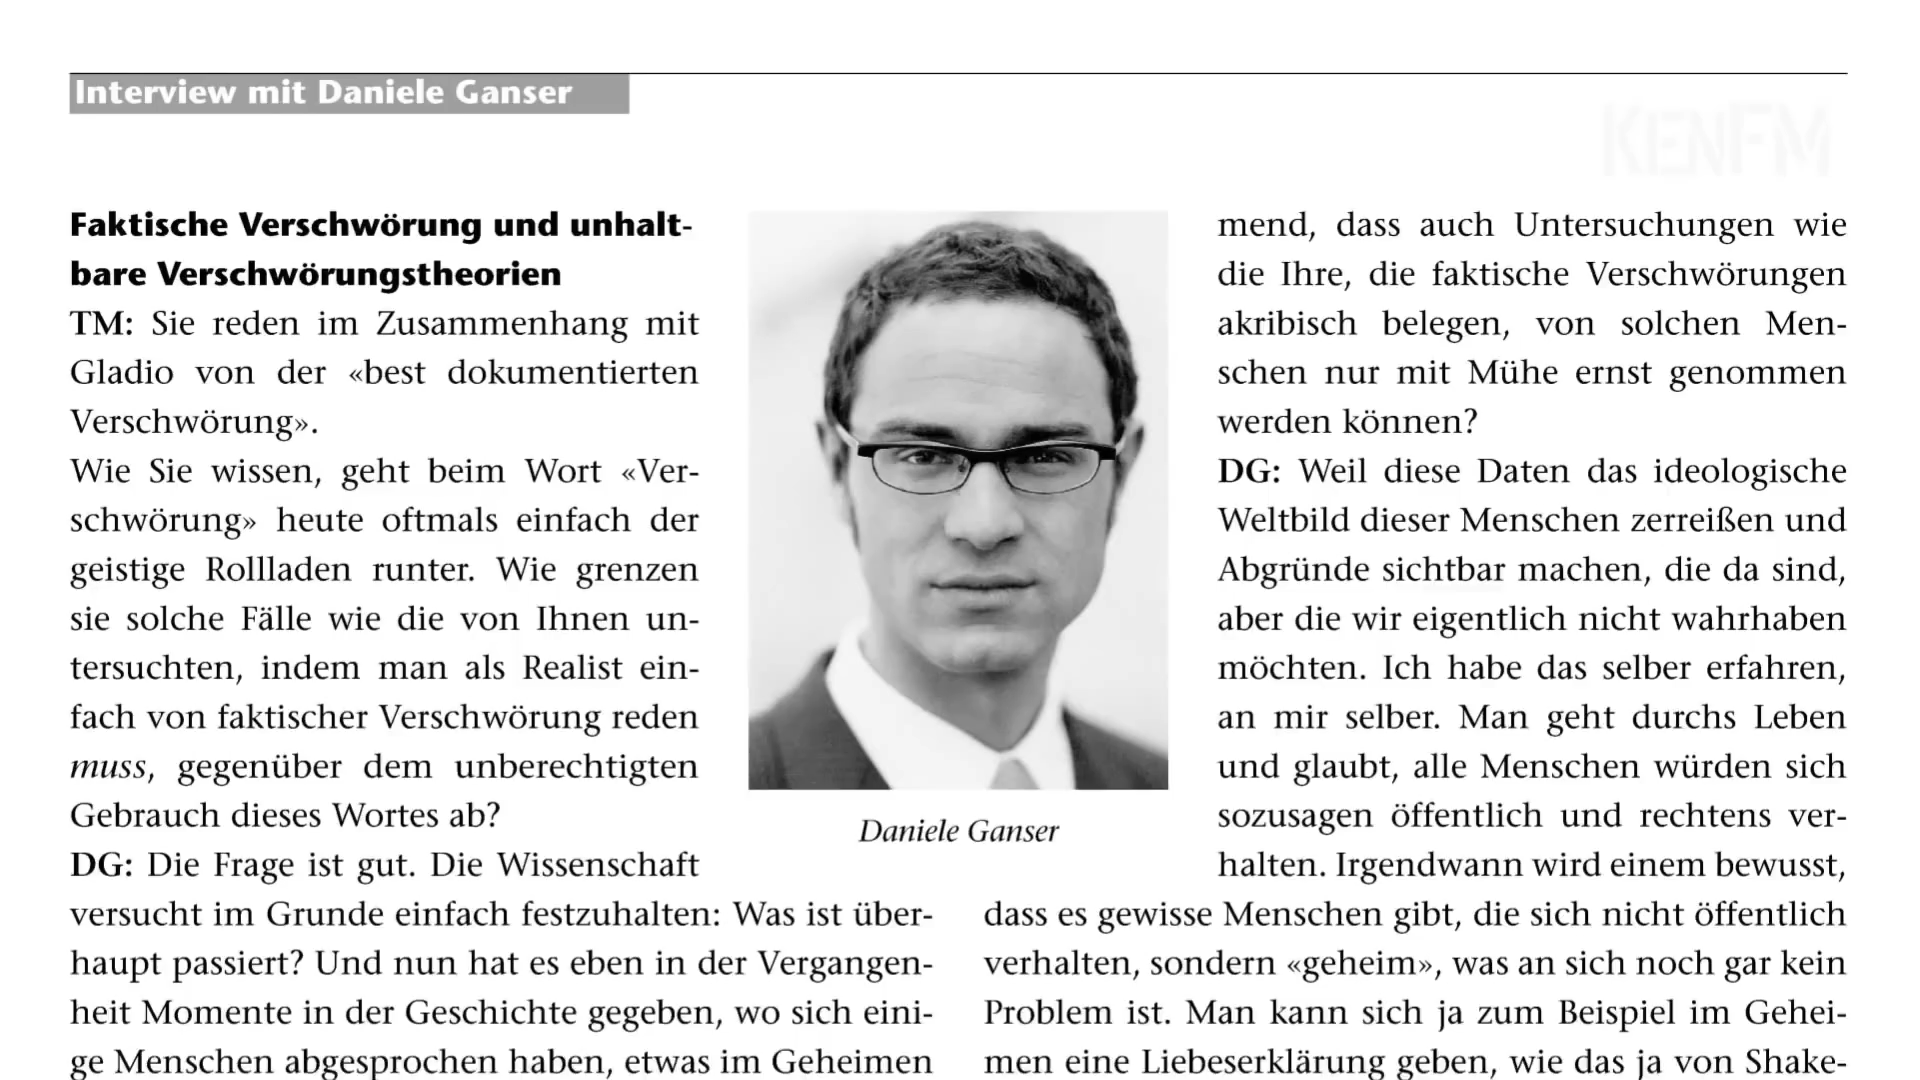 Interview mit Daniele Ganser
KENFM
Faktische Verschwörung und unhalt-
bare Verschwörungstheorien
TM: Sie reden im Zusammenhang mit
Gladio von der «best dokumentierten
Verschwörung».
Wie Sie wissen, geht beim Wort «Ver-
schwörung» heute oftmals einfach der
geistige Rollladen runter. Wie grenzen
sie solche Fälle wie die von Ihnen un-
tersuchten, indem man als Realist ein-
fach von faktischer Verschwörung reden
muss, gegenüber dem unberechtigten
Gebrauch dieses Wortes ab?
DG: Die Frage ist gut. Die Wissenschaft
versucht im Grunde einfach festzuhalten: Was ist über-
haupt passiert? Und nun hat es eben in der Vergangen-
heit Momente in der Geschichte gegeben, wo sich eini-
ge Menschen abgesprochen haben, etwas im Geheimen
Daniele Ganser
mend, dass auch Untersuchungen wie
die Ihre, die faktische Verschwörungen
akribisch belegen, von solchen Men-
schen nur mit Mühe ernst genommen
werden können?
DG: Weil diese Daten das ideologische
Weltbild dieser Menschen zerreißen und
Abgründe sichtbar machen, die da sind,
aber die wir eigentlich nicht wahrhaben
möchten. Ich habe das selber erfahren,
an mir selber. Man geht durchs Leben
und glaubt, alle Menschen würden sich
sozusagen öffentlich und rechtens ver-
halten. Irgendwann wird einem bewusst,
dass es gewisse Menschen gibt, die sich nicht öffentlich
verhalten, sondern «geheim», was an sich noch gar kein
Problem ist. Man kann sich ja zum Beispiel im Gehei-
men eine Liebeserklärung geben, wie das ja von Shake-